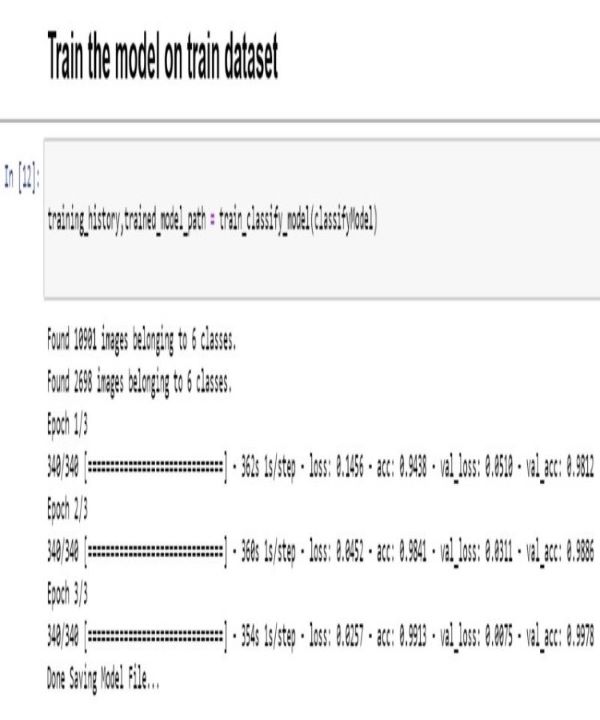 Train the model on train dataset
In [12]:
training_history,trained_model_path = train_classify_model(classifyModel)
Found 10901 images belonging to 6 classes.
Found 2698 images belonging to 6 classes.
Epoch 1/3
340/340 [==============================] - 362s 1s/step - loss: 0.1456 - acc: 0.9438 - val_loss: 0.0510 - val_acc: 0.9812
Epoch 2/3
340/340 [==============================] - 360s 1s/step - loss: 0.0452 - acc: 0.9841 - val_loss: 0.0311 - val_acc: 0.9886
Epoch 3/3
340/340 [==============================] - 354s 1s/step - loss: 0.0257 - acc: 0.9913 - val_loss: 0.0075 - val_acc: 0.9978
Done Saving Model File...